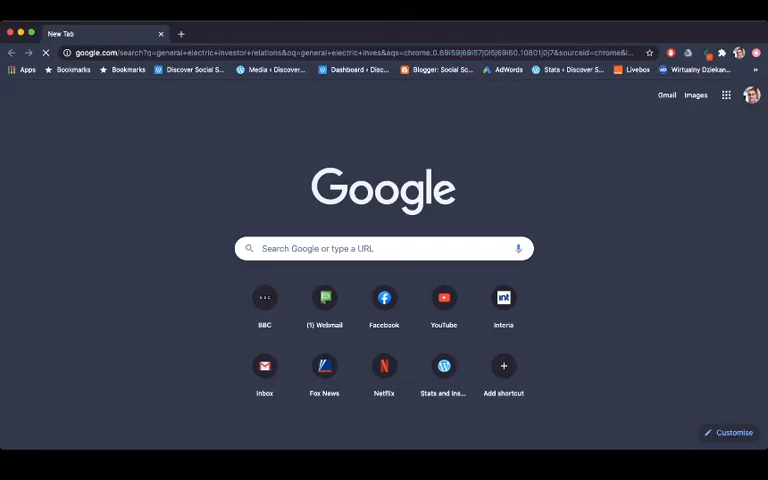 New Tab
google.com/search?q=general+electric+investor+relations&oq=general+electric+inves&aqs=chrome.0.69i59j69i57j0l5j69i60.10801j0j7&sourceid=chrome&i...
Apps Bookmarks Bookmarks Discover Social S... Media ‹ Discover... Dashboard ‹ Disc... Blogger: Social Sc... AdWords Stats ‹ Discover S... Livebox Wirtualny Dziekan... »
Gmail Images
Google
Search Google or type a URL
BBC (1) Webmail Facebook YouTube Interia
Inbox Fox News Netflix Stats and Ins... Add shortcut
Customise